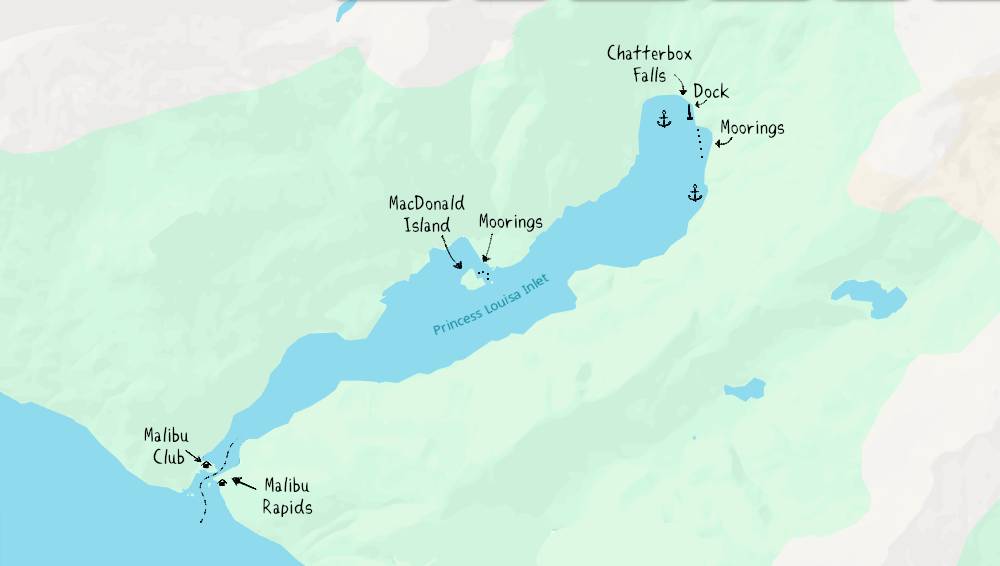 Chatterbox
Falls
Dock
Moorings
MacDonald
Island
Moorings
Princess Louisa Inlet
Malibu
Club
Malibu
Rapids